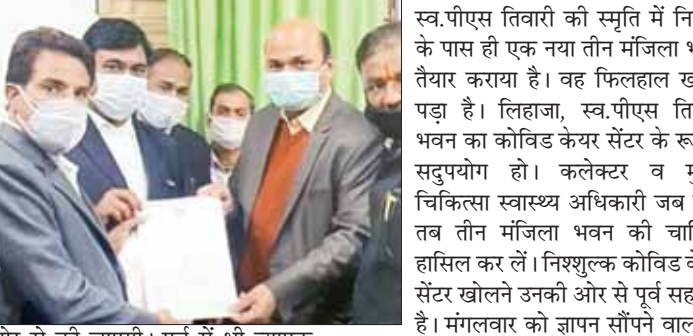 स्व.पीएस तिवारी की स्मृति में
के पास ही एक नया तीन मंजिला
तैयार कराया है। वह फिलहाल
पड़ा है। लिहाजा, स्व.पीएस
भवन का कोविड केयर सेंटर के
सदुपयोग हो। कलेक्टर व
चिकित्सा स्वास्थ्य अधिकारी जब
तब तीन मंजिला भवन की
हासिल कर लें। निश्शुल्क कोविड
सेंटर खोलने उनकी ओर से पूर्व
है। मंगलवार को ज्ञापन सौंपने